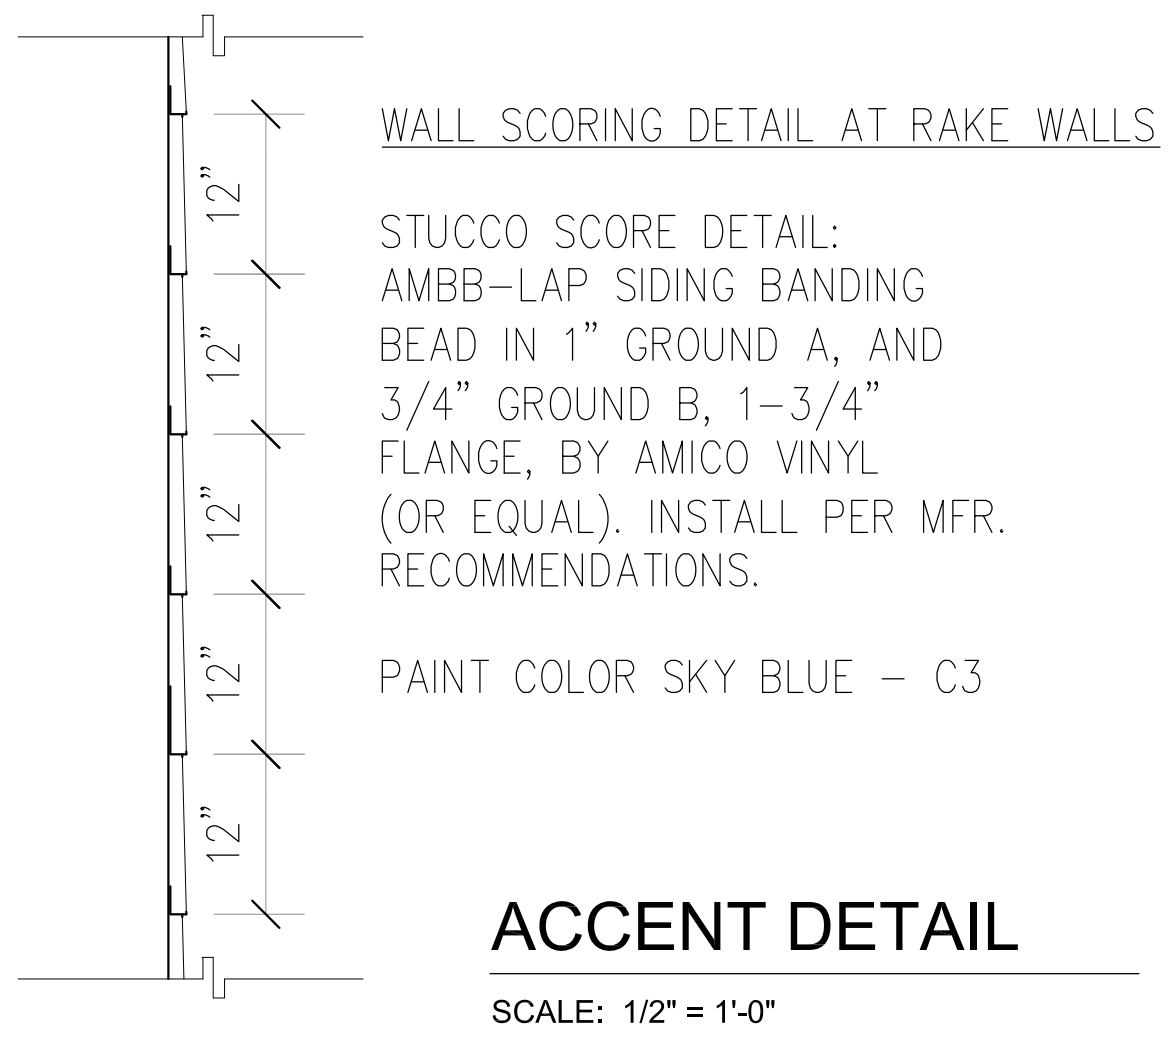 12”
12”
12”
12”
12”
WALL SCORING DETAIL AT RAKE WALLS
STUCCO SCORE DETAIL:
AMBB-LAP SIDING BANDING
BEAD IN 1” GROUND A, AND
3/4” GROUND B, 1-3/4”
FLANGE, BY AMICO VINYL
(OR EQUAL). INSTALL PER MFR.
RECOMMENDATIONS.
PAINT COLOR SKY BLUE - C3
ACCENT DETAIL
SCALE: 1/2" = 1'-0"